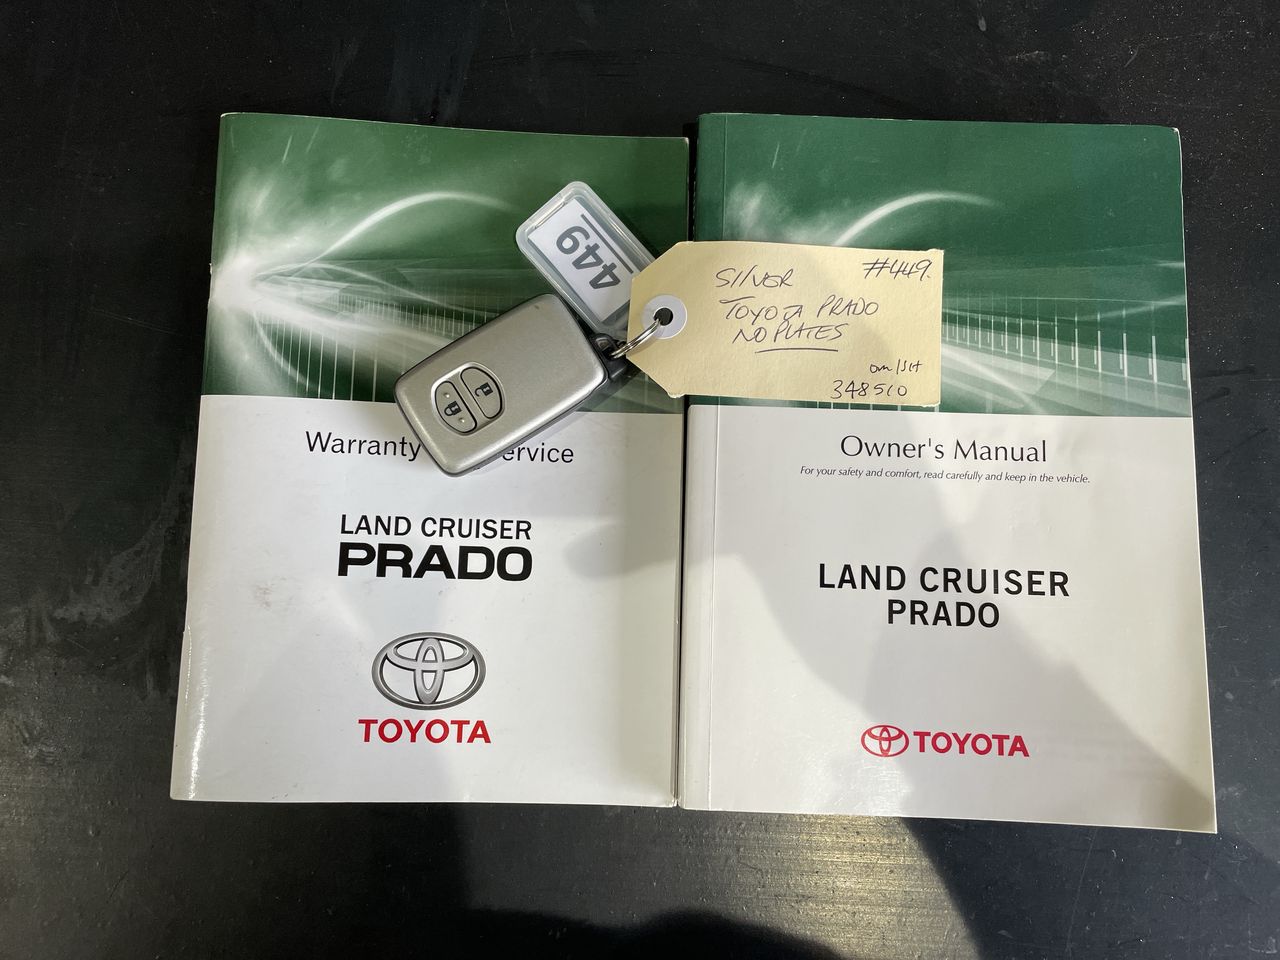 449
SILVER #449.
TOYOTA PRADO
NO PLATES
348510
Warranty ervice
LAND CRUISER
PRADO
TOYOTA
Owner's Manual
For your safety and comfort, read carefully and keep in the vehicle.
LAND CRUISER
PRADO
TOYOTA